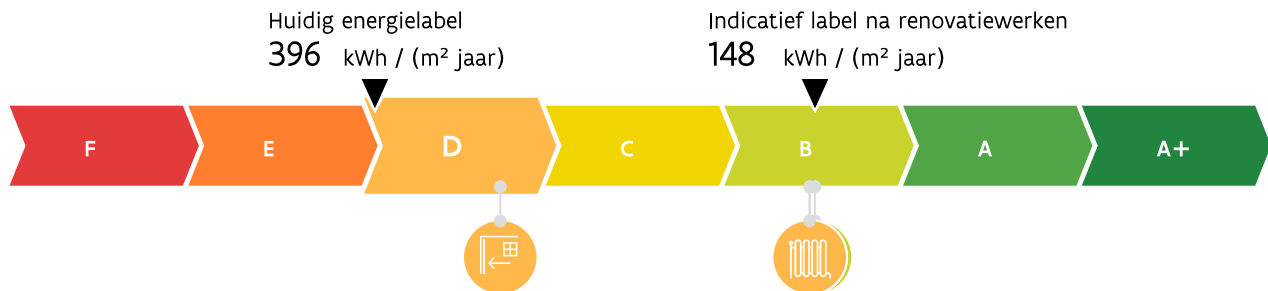 Huidig energielabel
396 kWh / (m² jaar)
Indicatief label na renovatiewerken
148 kWh / (m² jaar)
F E D C B A A+